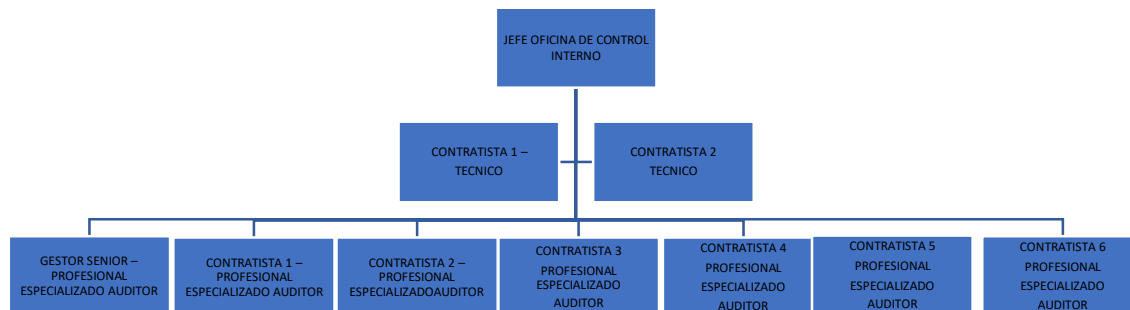 JEFE OFICINA DE CONTROL
INTERNO
CONTRATISTA 1 –
TECNICO
CONTRATISTA 2
TECNICO
GESTOR SENIOR –
PROFESIONAL
ESPECIALIZADO AUDITOR
CONTRATISTA 1 –
PROFESIONAL
ESPECIALIZADO AUDITOR
CONTRATISTA 2 –
PROFESIONAL
ESPECIALIZADOAUDITOR
CONTRATISTA 3
PROFESIONAL
ESPECIALIZADO
AUDITOR
CONTRATISTA 4
PROFESIONAL
ESPECIALIZADO
AUDITOR
CONTRATISTA 5
PROFESIONAL
ESPECIALIZADO
AUDITOR
CONTRATISTA 6
PROFESIONAL
ESPECIALIZADO
AUDITOR